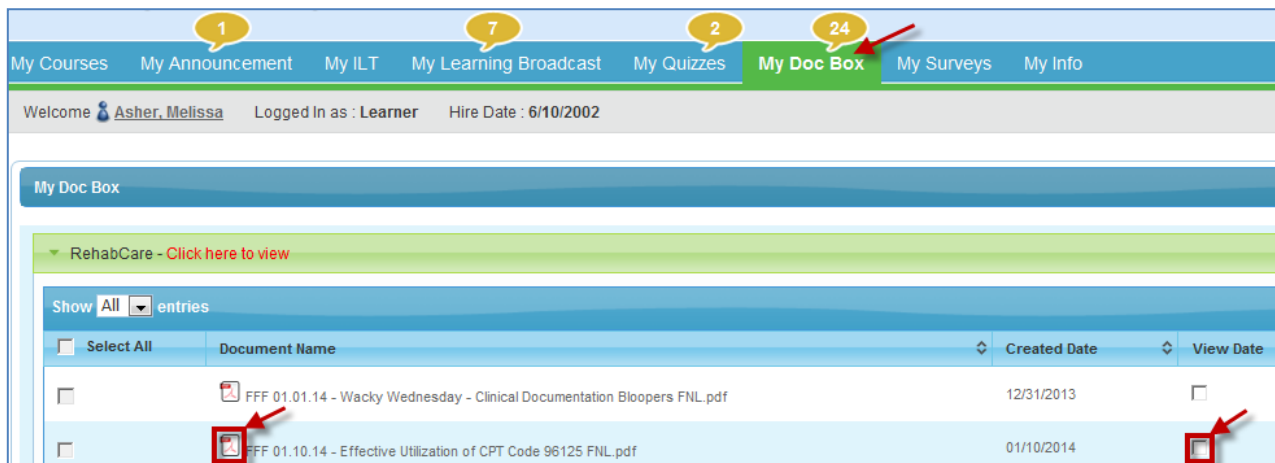 1 7 2 24
My Courses My Announcement My ILT My Learning Broadcast My Quizzes My Doc Box My Surveys My Info
Welcome Asher, Melissa Logged In as : Learner Hire Date : 6/10/2002
My Doc Box
RehabCare - Click here to view
Show All entries
Select All Document Name Created Date View Date
FFF 01.01.14 - Wacky Wednesday - Clinical Documentation Bloopers FNL.pdf 12/31/2013
FFF 01.10.14 - Effective Utilization of CPT Code 96125 FNL.pdf 01/10/2014